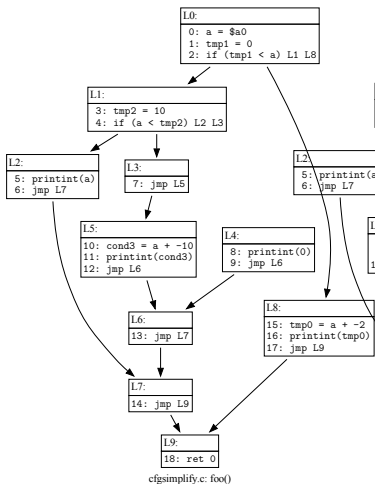 L0:
0: a = $a0
1: tmp1 = 0
2: if (tmp1 < a) L1 L8
L1:
3: tmp2 = 10
4: if (a < tmp2) L2 L3
L2:
5: printint(a)
6: jmp L7
L3:
7: jmp L5
L2:
5: printint(a
6: jmp L7
L5:
10: cond3 = a + -10
11: printint(cond3)
12: jmp L6
L4:
8: printint(0)
9: jmp L6
L
1
L6:
13: jmp L7
L8:
15: tmp0 = a + -2
16: printint(tmp0)
17: jmp L9
L7:
14: jmp L9
L9:
18: ret 0
cfgsimplify.c: foo()